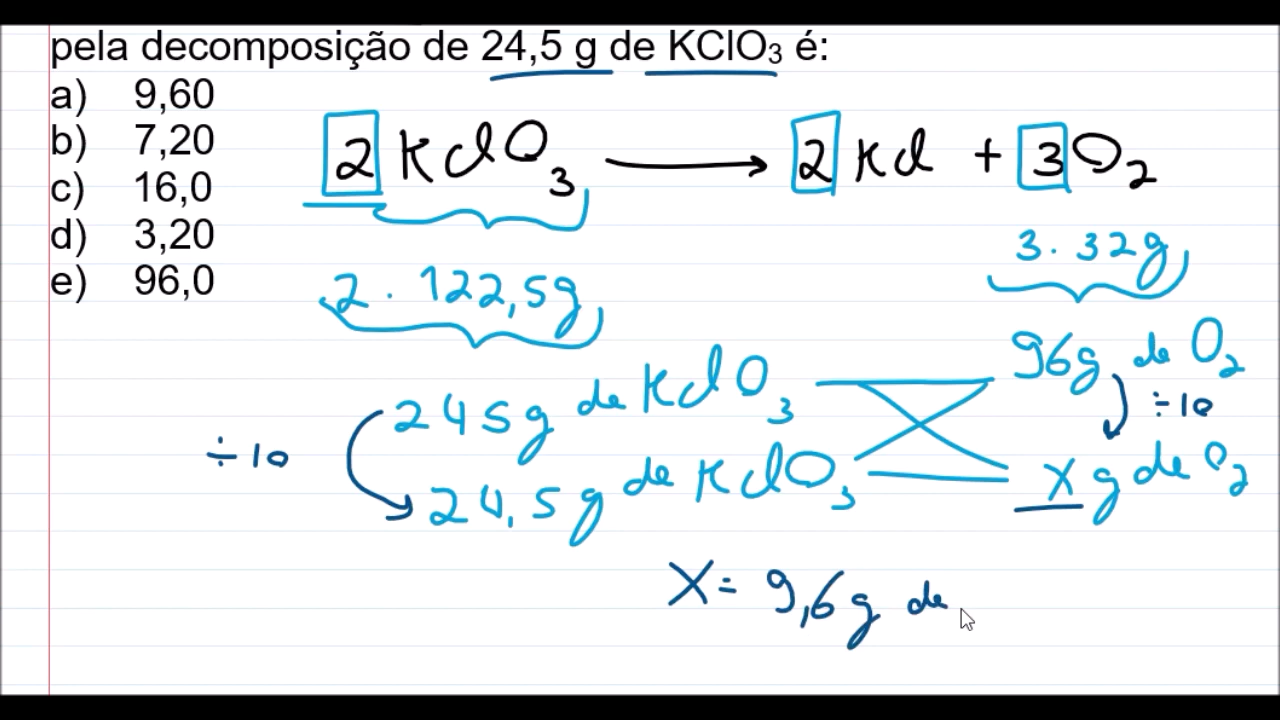 pela decomposição de 24,5 g de KClO₃ é:
a) 9,60
b) 7,20
c) 16,0
d) 3,20
e) 96,0
2 KClO₃ → 2 KCl + 3 O₂
2 . 122,5g 3 . 32g
245g de KClO₃ 96g de O₂
÷10 ÷10
24,5g de KClO₃ x g de O₂
X = 9,6g de